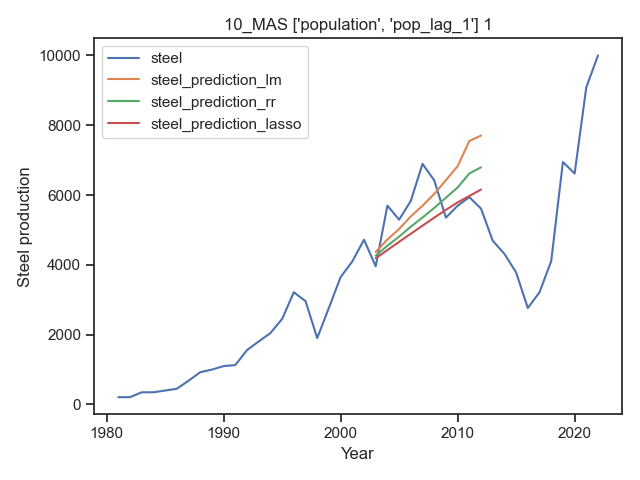 10_MAS ['population', 'pop_lag_1'] 1
steel
steel_prediction_lm
steel_prediction_rr
steel_prediction_lasso
Steel production
10000
8000
6000
4000
2000
0
1980
1990
2000
2010
2020
Year